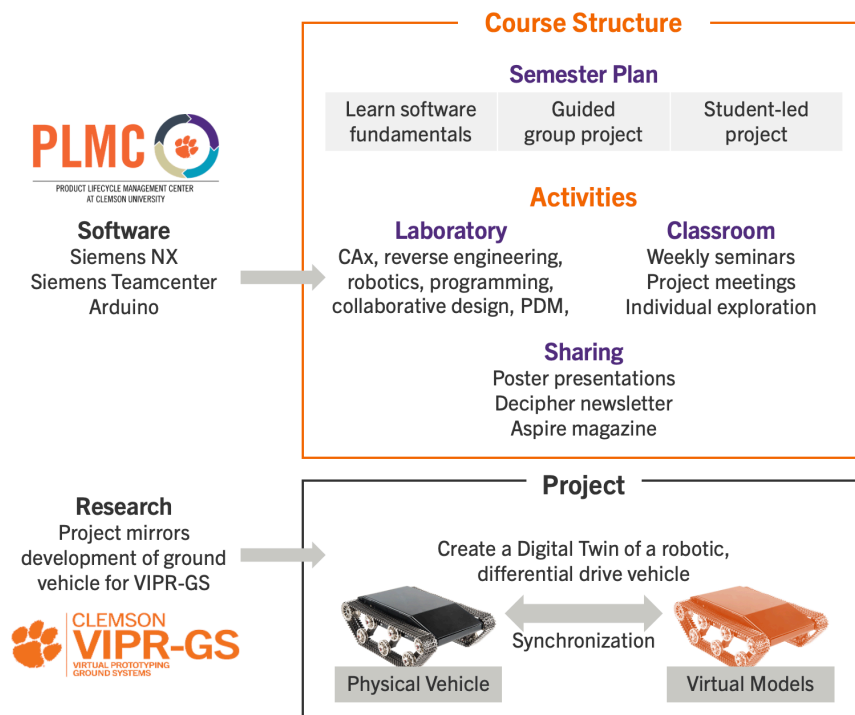 Course Structure
Semester Plan
Learn software
fundamentals
Guided
group project
Student-led
project
PLMC
PRODUCT LIFECYCLE MANAGEMENT CENTER
AT CLEMSON UNIVERSITY
Software
Siemens NX
Siemens Teamcenter
Arduino
Activities
Laboratory
CAx, reverse engineering,
robotics, programming,
collaborative design, PDM,
Classroom
Weekly seminars
Project meetings
Individual exploration
Sharing
Poster presentations
Decipher newsletter
Aspire magazine
Research
Project mirrors
development of ground
vehicle for VIPR-GS
CLEMSON
VIPR-GS
VIRTUAL PROTOTYPING
GROUND SYSTEMS
Project
Create a Digital Twin of a robotic,
differential drive vehicle
Synchronization
Physical Vehicle
Virtual Models